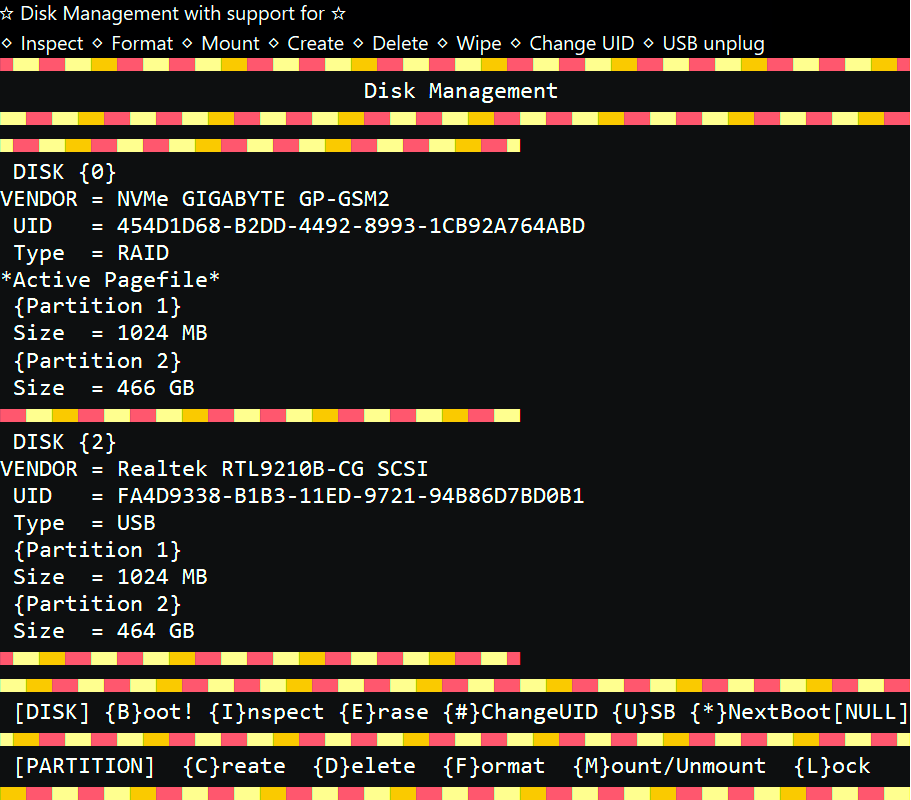 ☆ Disk Management with support for ☆
⋄ Inspect ⋄ Format ⋄ Mount ⋄ Create ⋄ Delete ⋄ Wipe ⋄ Change UID ⋄ USB unplug
Disk Management
DISK {0}
VENDOR = NVMe GIGABYTE GP-GSM2
UID = 454D1D68-B2DD-4492-8993-1CB92A764ABD
Type = RAID
*Active Pagefile*
{Partition 1}
Size = 1024 MB
{Partition 2}
Size = 466 GB
DISK {2}
VENDOR = Realtek RTL9210B-CG SCSI
UID = FA4D9338-B1B3-11ED-9721-94B86D7BD0B1
Type = USB
{Partition 1}
Size = 1024 MB
{Partition 2}
Size = 464 GB
[DISK] {B}oot! {I}nspect {E}rase {#}ChangeUID {U}SB {*}NextBoot[NULL]
[PARTITION] {C}reate {D}elete {F}ormat {M}ount/Unmount {L}ock